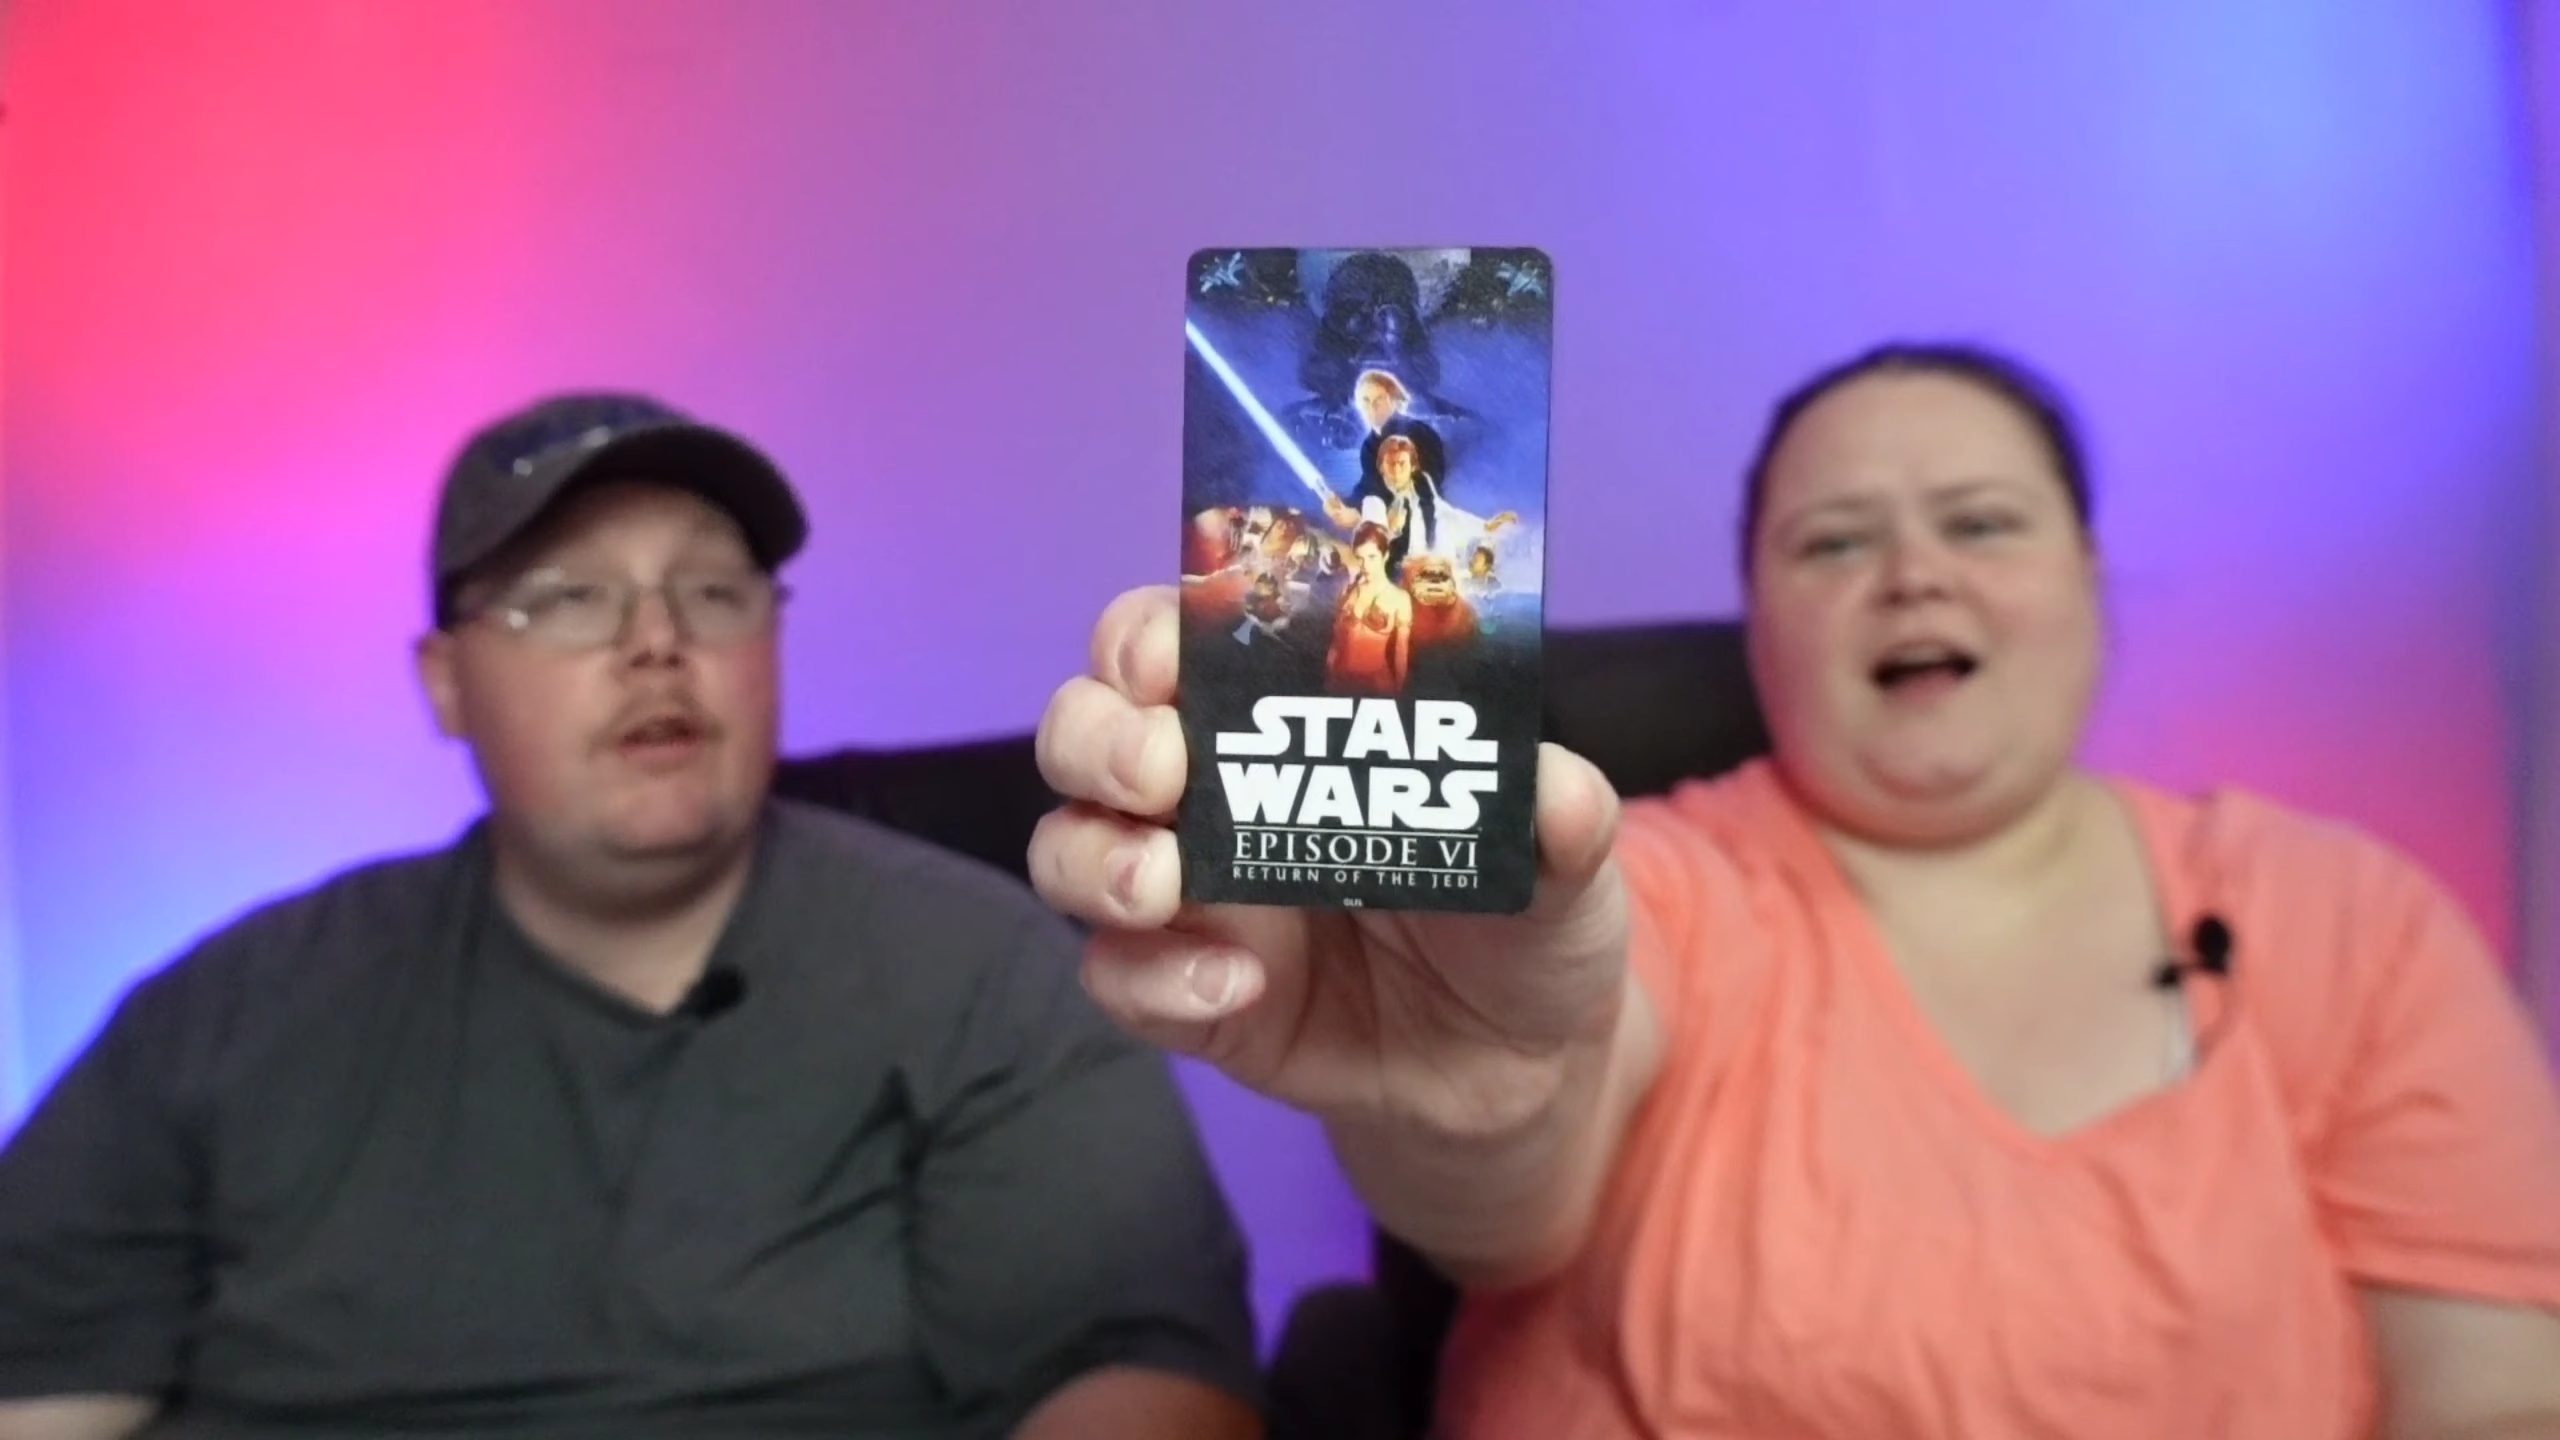 STAR
WARS
EPISODE VI
RETURN OF THE JEDI